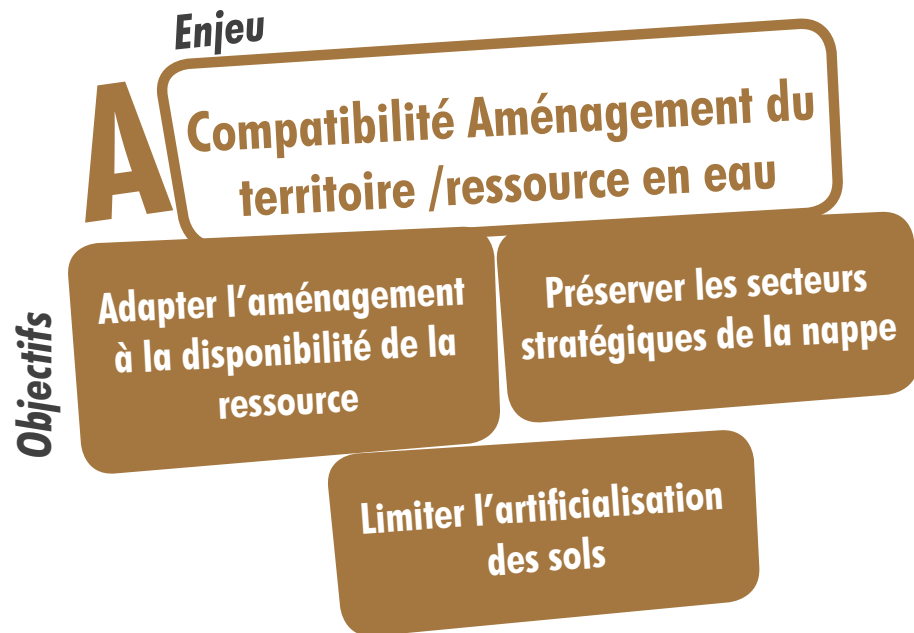 Enjeu
A
Compatibilité Aménagement du
territoire /ressource en eau
Objectifs
Adapter l’aménagement
à la disponibilité de la
ressource
Préserver les secteurs
stratégiques de la nappe
Limiter l’artificialisation
des sols